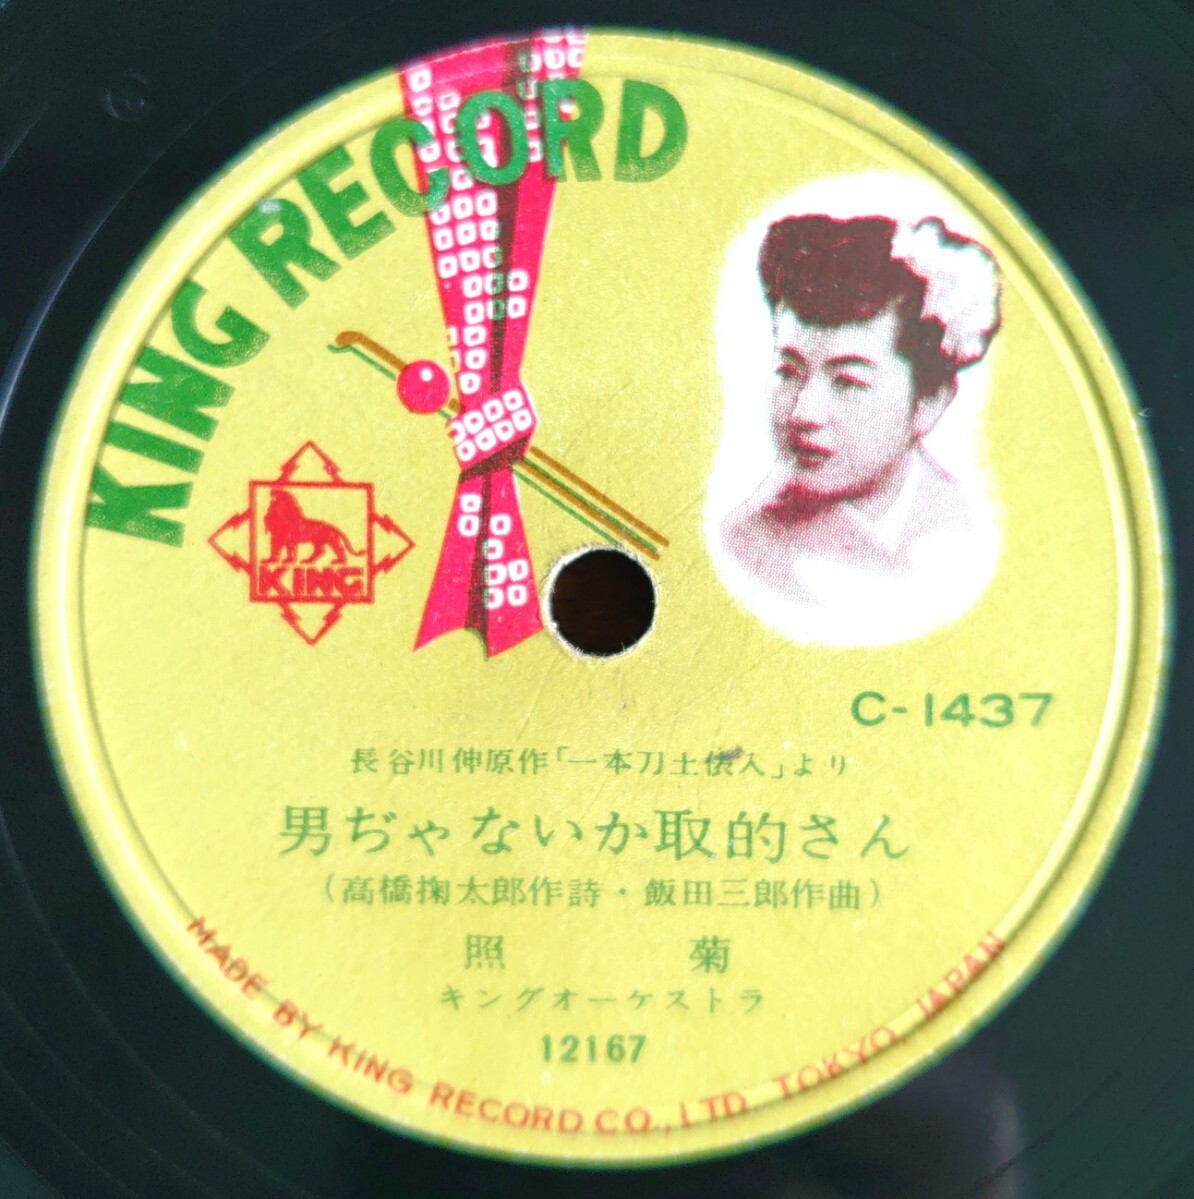 KING RECORD
KING
C-1437
長谷川伸原作「一本刀土俵入」より
男ぢゃないか取的さん
（高橋掬太郎作詩・飯田三郎作曲）
照菊
キングオーケストラ
12167
MADE BY KING RECORD CO., LTD. TOKYO, JAPAN